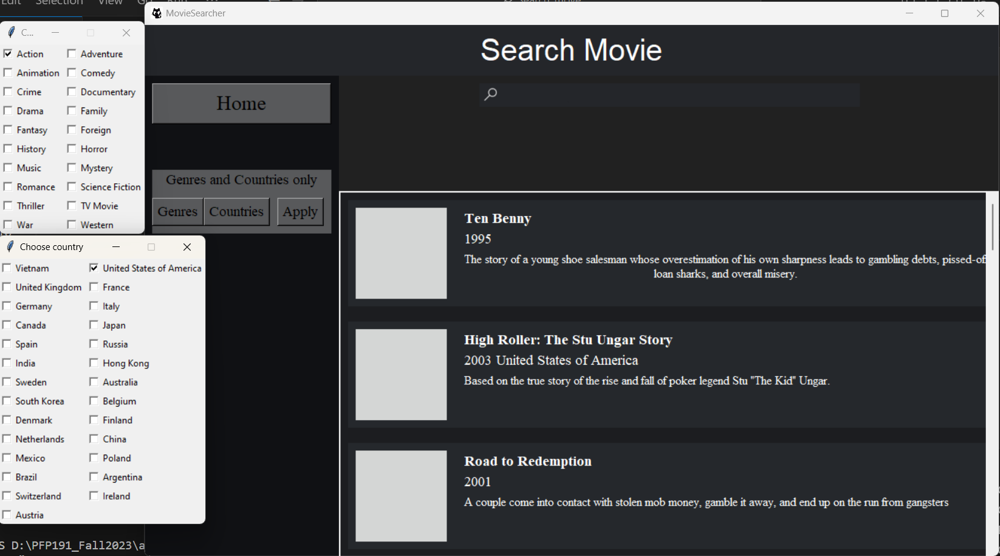 Edit Selection View
MovieSearcher
C...
Action Adventure
Animation Comedy
Crime Documentary
Drama Family
Fantasy Foreign
History Horror
Music Mystery
Romance Science Fiction
Thriller TV Movie
War Western
Choose country
Vietnam United States of America
United Kingdom France
Germany Italy
Canada Japan
Spain Russia
India Hong Kong
Sweden Australia
South Korea Belgium
Denmark Finland
Netherlands China
Mexico Poland
Brazil Argentina
Switzerland Ireland
Austria
S D:\PFP191_Fall2023\a
Search Movie
Home
Genres and Countries only
Genres Countries Apply
Ten Benny
1995
The story of a young shoe salesman whose overestimation of his own sharpness leads to gambling debts, pissed-of
loan sharks, and overall misery.
High Roller: The Stu Ungar Story
2003 United States of America
Based on the true story of the rise and fall of poker legend Stu "The Kid" Ungar.
Road to Redemption
2001
A couple come into contact with stolen mob money, gamble it away, and end up on the run from gangsters